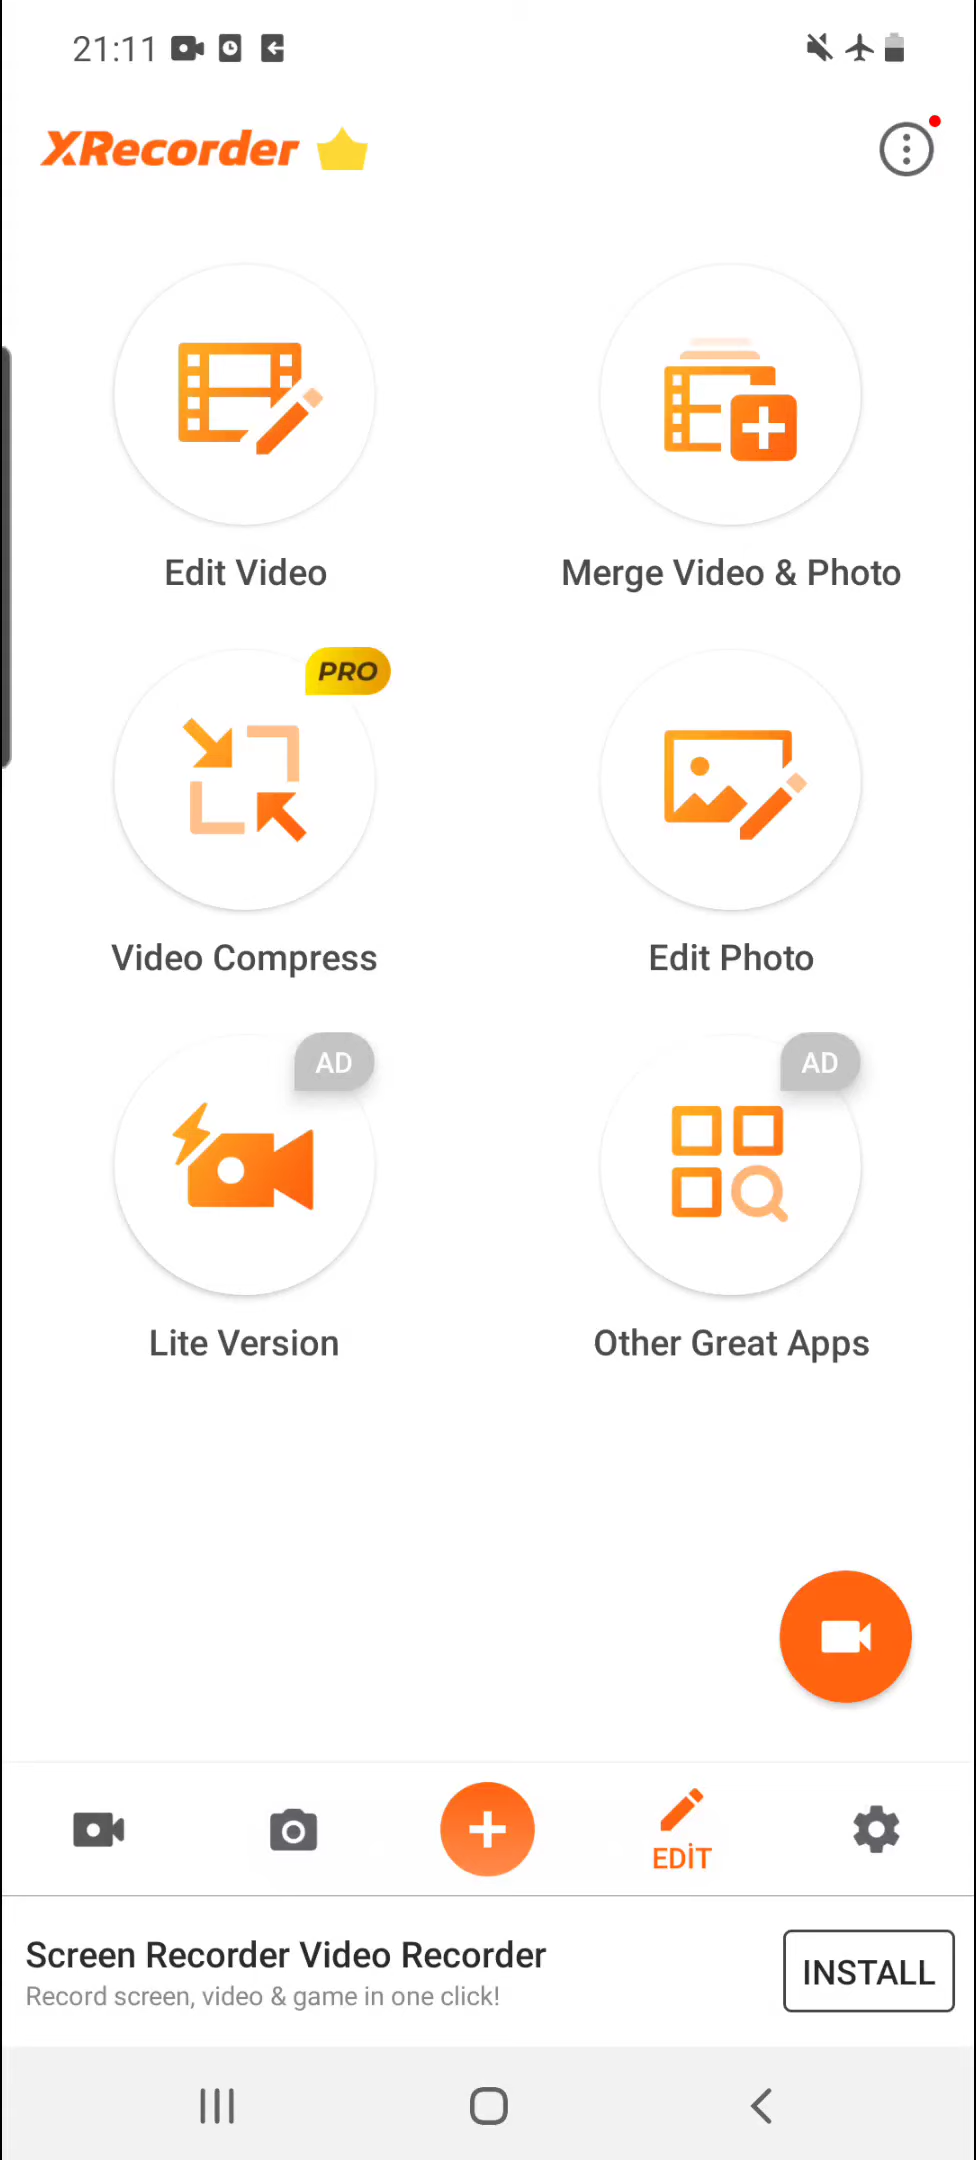 21:11
XRecorder
Edit Video
Merge Video & Photo
PRO
Video Compress
Edit Photo
AD
AD
Lite Version
Other Great Apps
EDİT
Screen Recorder Video Recorder
Record screen, video & game in one click!
INSTALL